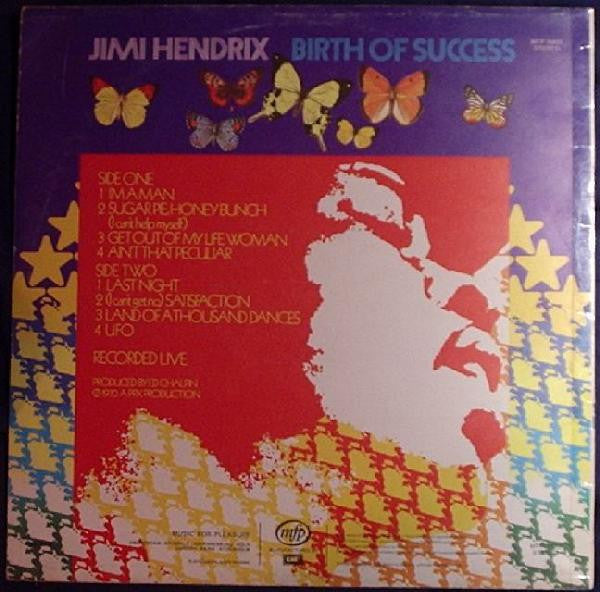 JIMI HENDRIX BIRTH OF SUCCESS
SIDE ONE
1 I'M A MAN
2 SUGAR PIE, HONEY BUNCH
(I can't help myself)
3 GET OUT OF MY LIFE WOMAN
4 AIN'T THAT PECULIAR
SIDE TWO
1 LAST NIGHT
2 (I can't get no) SATISFACTION
3 LAND OF A THOUSAND DANCES
4 UFO
RECORDED LIVE
PRODUCED BY ED CHALPIN
© 1970. A PPX PRODUCTION
MUSIC FOR PLEASURE
mfp
EMI